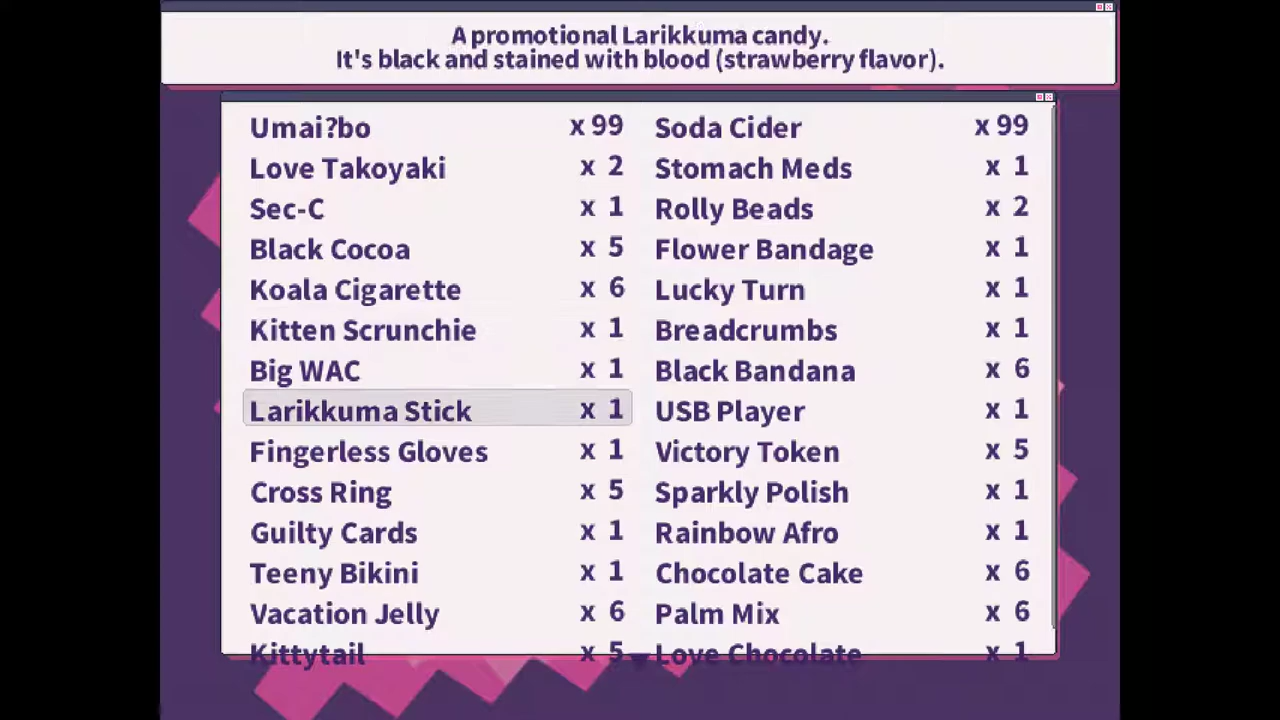 A promotional Larikkuma candy.
It's black and stained with blood (strawberry flavor).
Umai?bo x 99 Soda Cider x 99
Love Takoyaki x 2 Stomach Meds x 1
Sec-C x 1 Rolly Beads x 2
Black Cocoa x 5 Flower Bandage x 1
Koala Cigarette x 6 Lucky Turn x 1
Kitten Scrunchie x 1 Breadcrumbs x 1
Big WAC x 1 Black Bandana x 6
Larikkuma Stick x 1 USB Player x 1
Fingerless Gloves x 1 Victory Token x 5
Cross Ring x 5 Sparkly Polish x 1
Guilty Cards x 1 Rainbow Afro x 1
Teeny Bikini x 1 Chocolate Cake x 6
Vacation Jelly x 6 Palm Mix x 6
Kittytail x 5 Love Chocolate x 1